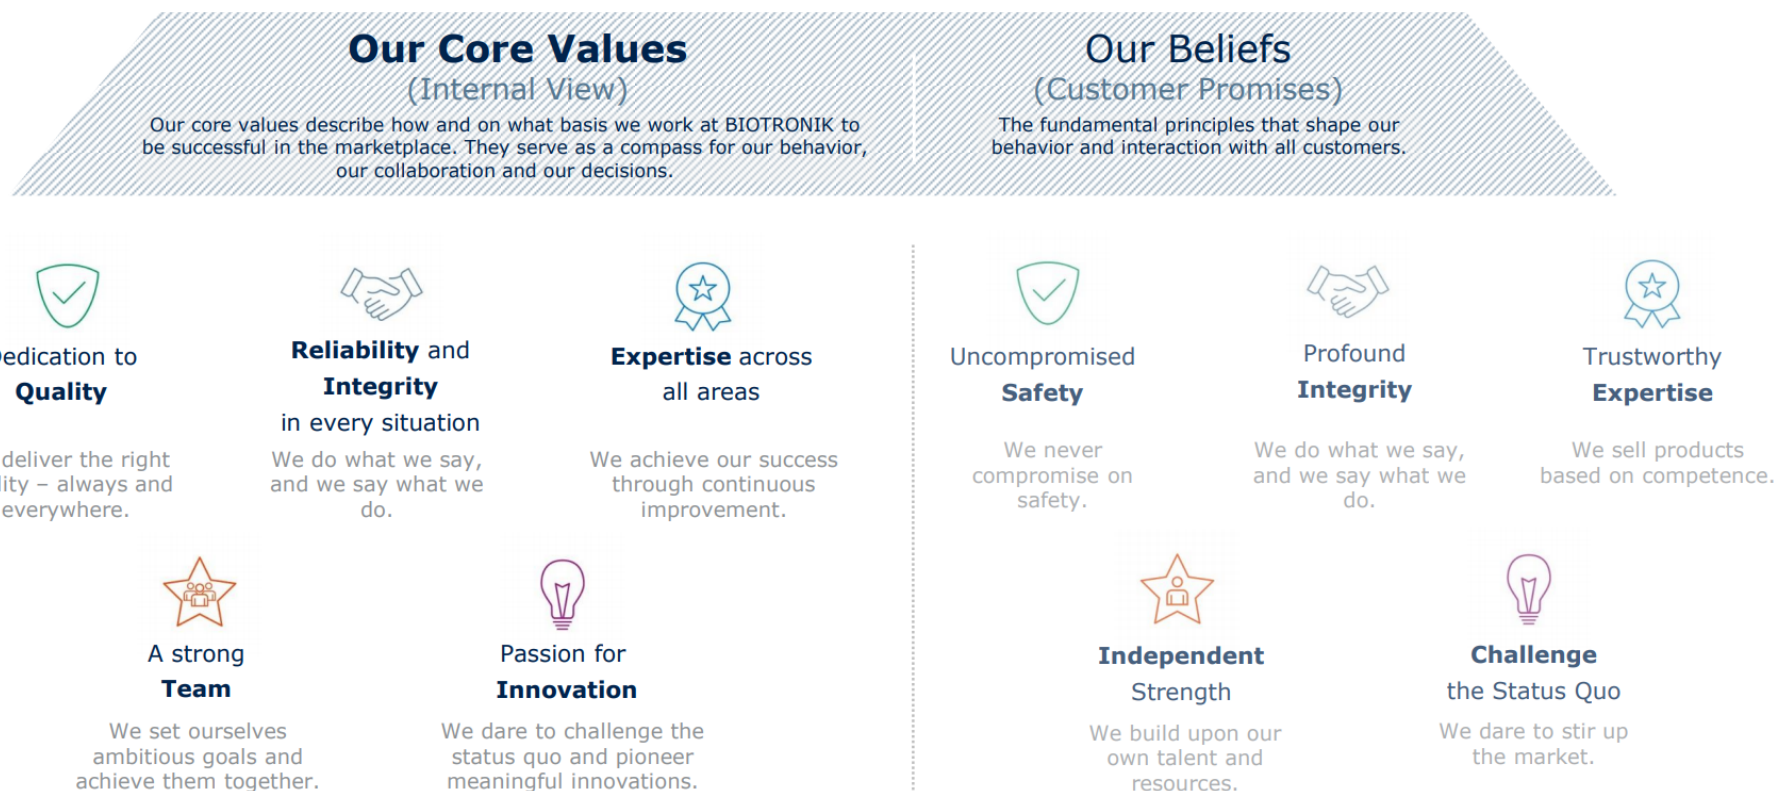 Our Core Values
(Internal View)
Our core values describe how and on what basis we work at BIOTRONIK to
be successful in the marketplace. They serve as a compass for our behavior,
our collaboration and our decisions.
Our Beliefs
(Customer Promises)
The fundamental principles that shape our
behavior and interaction with all customers.
edication to
Quality
deliver the right
lity – always and
everywhere.
Reliability and
Integrity
in every situation
We do what we say,
and we say what we
do.
Expertise across
all areas
We achieve our success
through continuous
improvement.
A strong
Team
We set ourselves
ambitious goals and
achieve them together.
Passion for
Innovation
We dare to challenge the
status quo and pioneer
meaningful innovations.
Uncompromised
Safety
We never
compromise on
safety.
Profound
Integrity
We do what we say,
and we say what we
do.
Trustworthy
Expertise
We sell products
based on competence.
Independent
Strength
We build upon our
own talent and
resources.
Challenge
the Status Quo
We dare to stir up
the market.